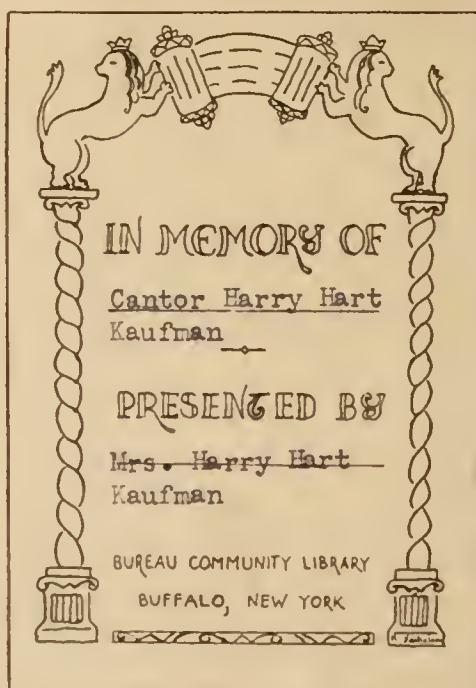 IN MEMORY OF
Cantor Harry Hart
Kaufman
PRESENTED BY
Mrs. Harry Hart
Kaufman
BUREAU COMMUNITY LIBRARY
BUFFALO, NEW YORK